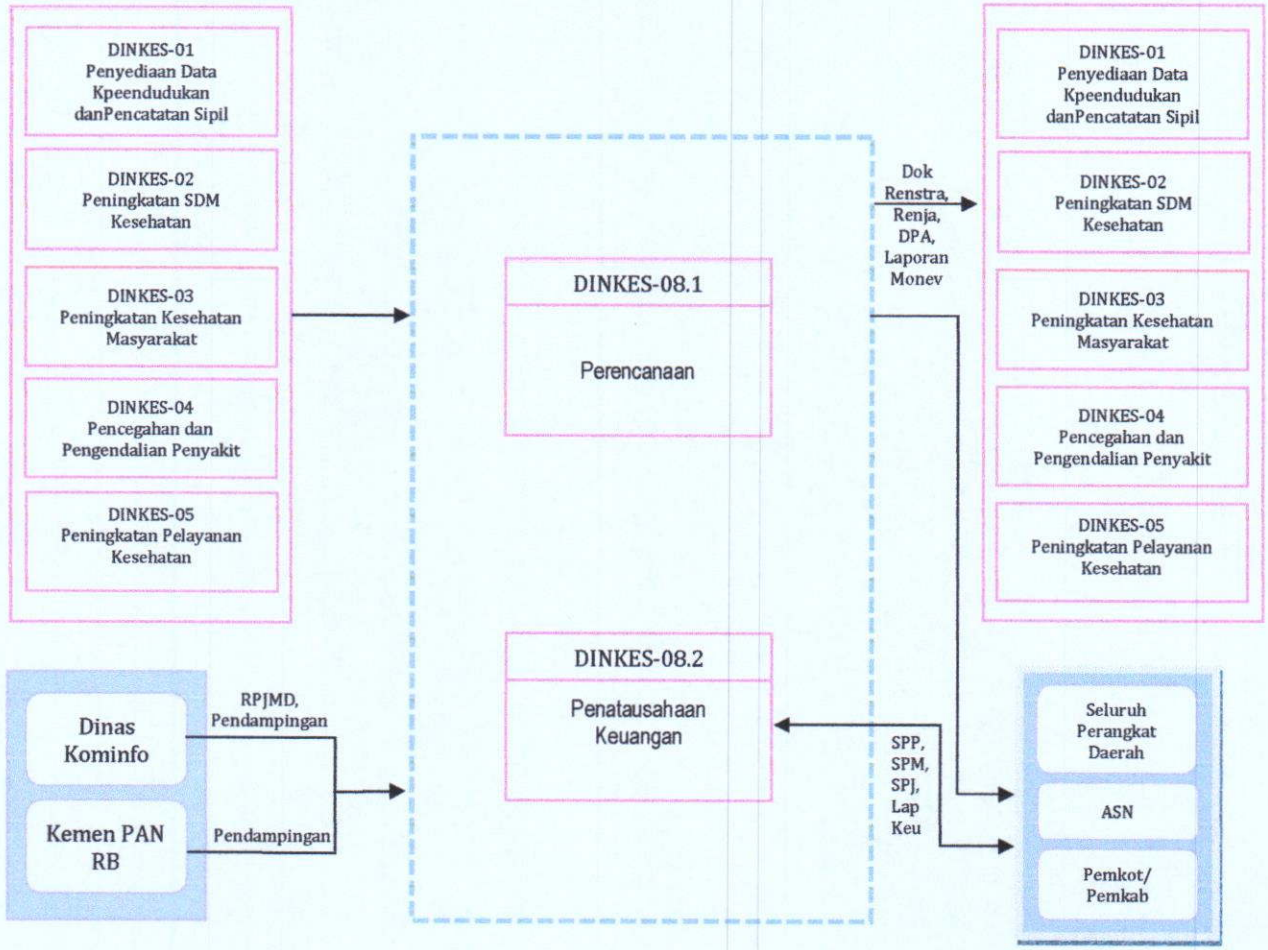 DINKES-01
Penyediaan Data
Kpeendudukan
danPencatatan Sipil
DINKES-02
Peningkatan SDM
Kesehatan
DINKES-03
Peningkatan Kesehatan
Masyarakat
DINKES-04
Pencegahan dan
Pengendalian Penyakit
DINKES-05
Peningkatan Pelayanan
Kesehatan
Dinas
Kominfo
Kemen PAN
RB
RPJMD,
Pendampingan
Pendampingan
DINKES-08.1
Perencanaan
DINKES-08.2
Penatausahaan
Keuangan
Dok
Renstra,
Renja,
DPA,
Laporan
Monev
SPP,
SPM,
SPJ,
Lap
Keu
DINKES-01
Penyediaan Data
Kpeendudukan
danPencatatan Sipil
DINKES-02
Peningkatan SDM
Kesehatan
DINKES-03
Peningkatan Kesehatan
Masyarakat
DINKES-04
Pencegahan dan
Pengendalian Penyakit
DINKES-05
Peningkatan Pelayanan
Kesehatan
Seluruh
Perangkat
Daerah
ASN
Pemkot/
Pemkab